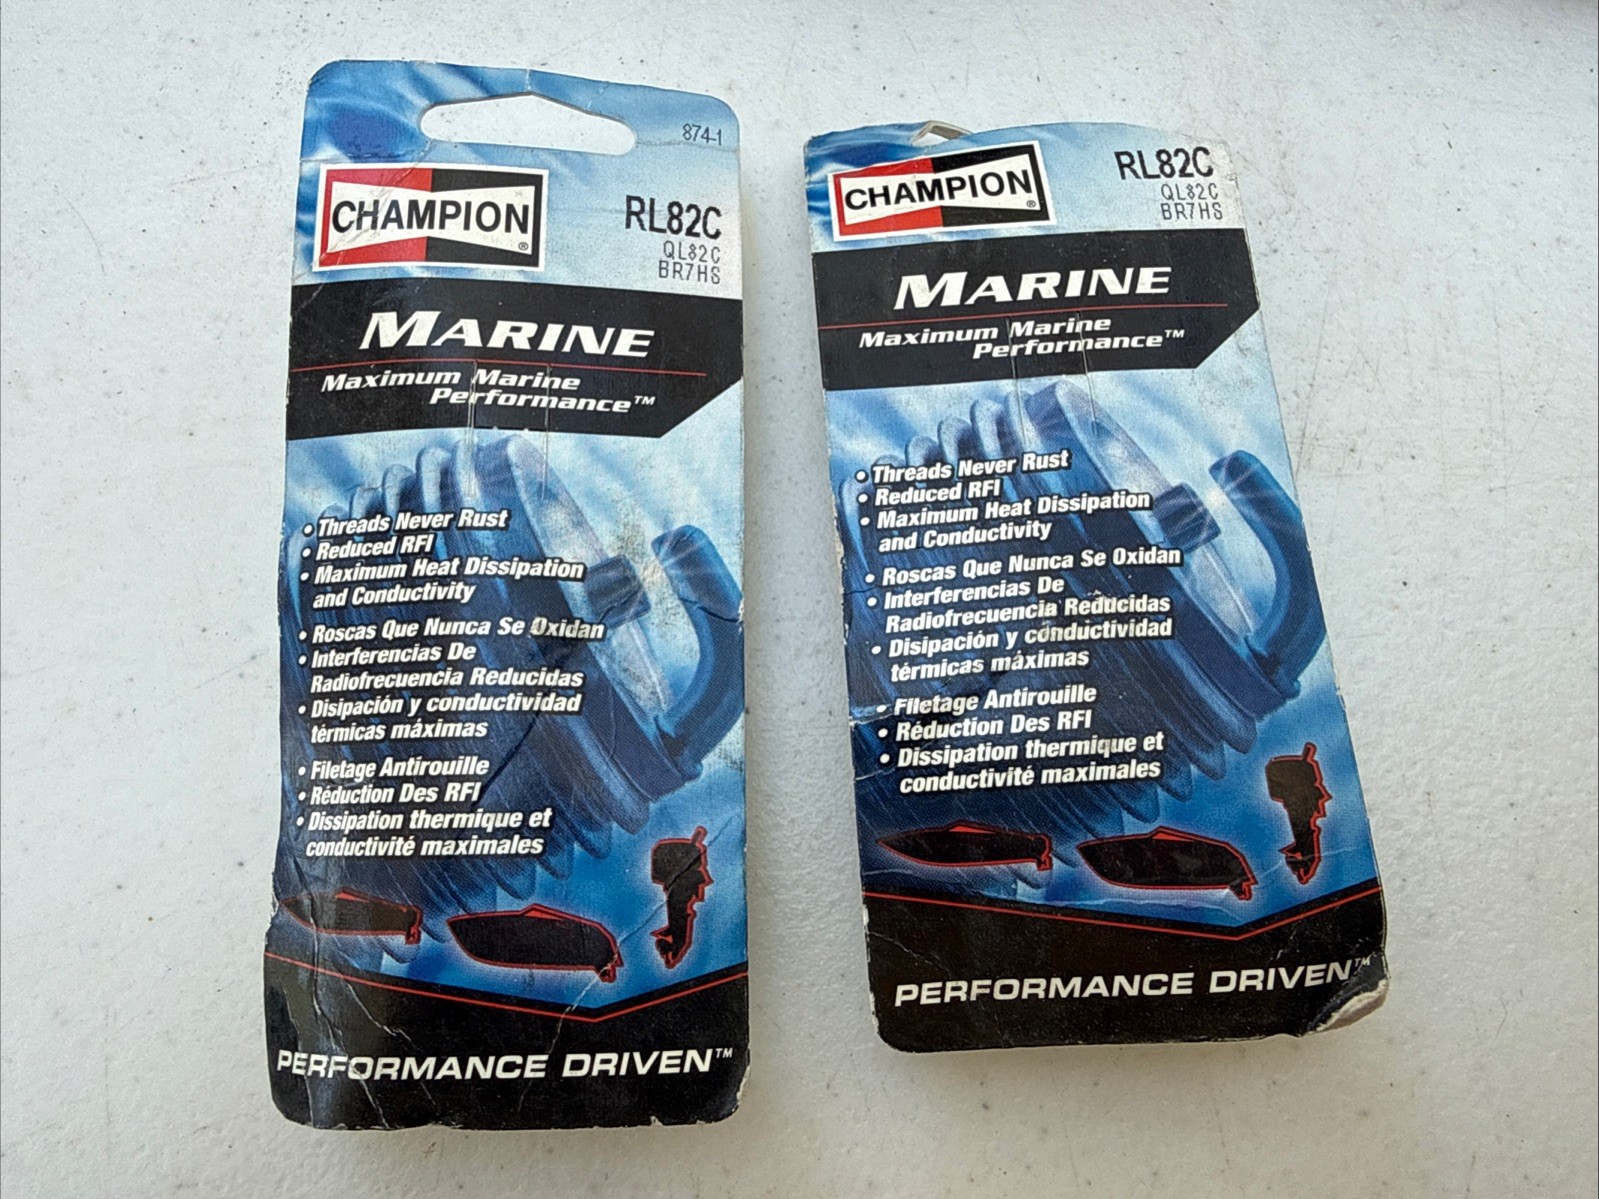 874-1
CHAMPION
®
RL82C
QL82C
BR7HS
MARINE
Maximum Marine
Performance™
• Threads Never Rust
• Reduced RFI
• Maximum Heat Dissipation
and Conductivity
• Roscas Que Nunca Se Oxidan
• Interferencias De
Radiofrecuencia Reducidas
• Disipación y conductividad
térmicas máximas
• Filetage Antirouille
• Réduction Des RFI
• Dissipation thermique et
conductivité maximales
PERFORMANCE DRIVEN™
CHAMPION
®
RL82C
QL82C
BR7HS
MARINE
Maximum Marine
Performance™
• Threads Never Rust
• Reduced RFI
• Maximum Heat Dissipation
and Conductivity
• Roscas Que Nunca Se Oxidan
• Interferencias De
Radiofrecuencia Reducidas
• Disipación y conductividad
térmicas máximas
• Filetage Antirouille
• Réduction Des RFI
• Dissipation thermique et
conductivité maximales
PERFORMANCE DRIVEN™